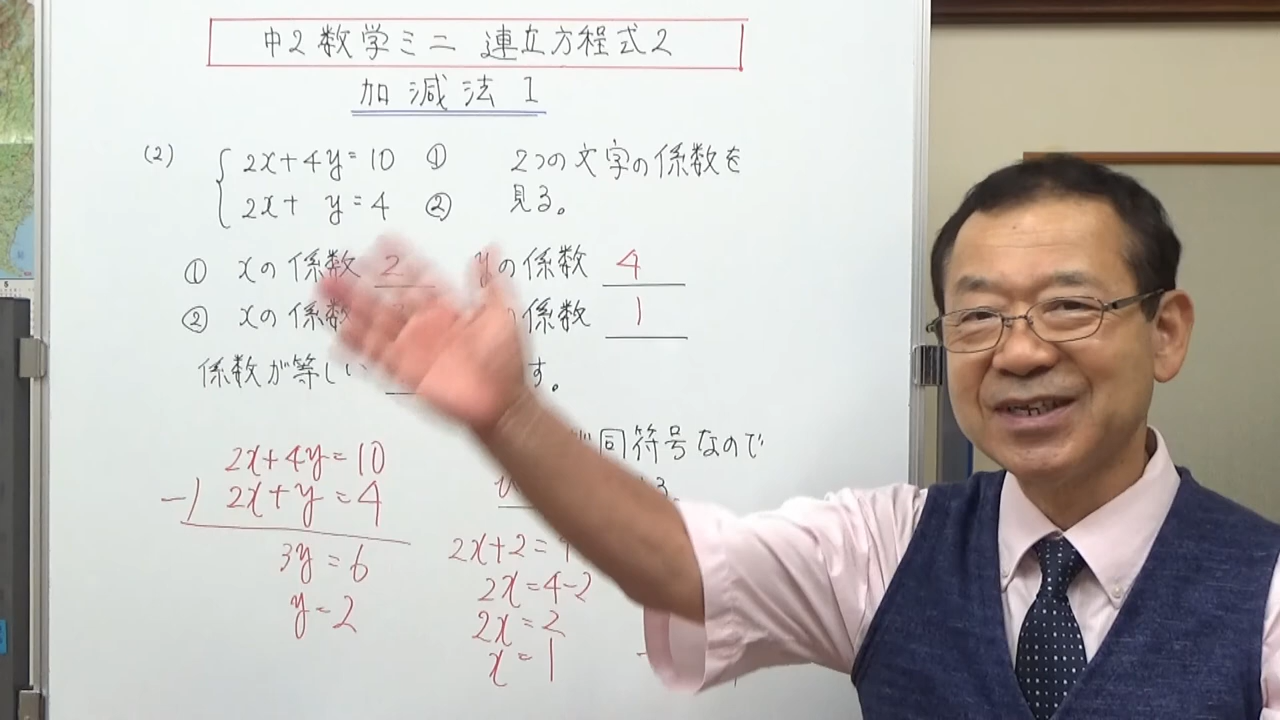 中2数学ミニ 連立方程式2
加減法1
(2) 2x+4y=10 ① 2つの文字の係数を
2x+ y=4 ② 見る。
① xの係数 2 yの係数 4
② xの係数 の係数 1
係数が等しい す。
同符号なので
2x+4y=10
-) 2x+y=4
3y=6
y=2
2x+2=4
2x=4-2
2x=2
x=1